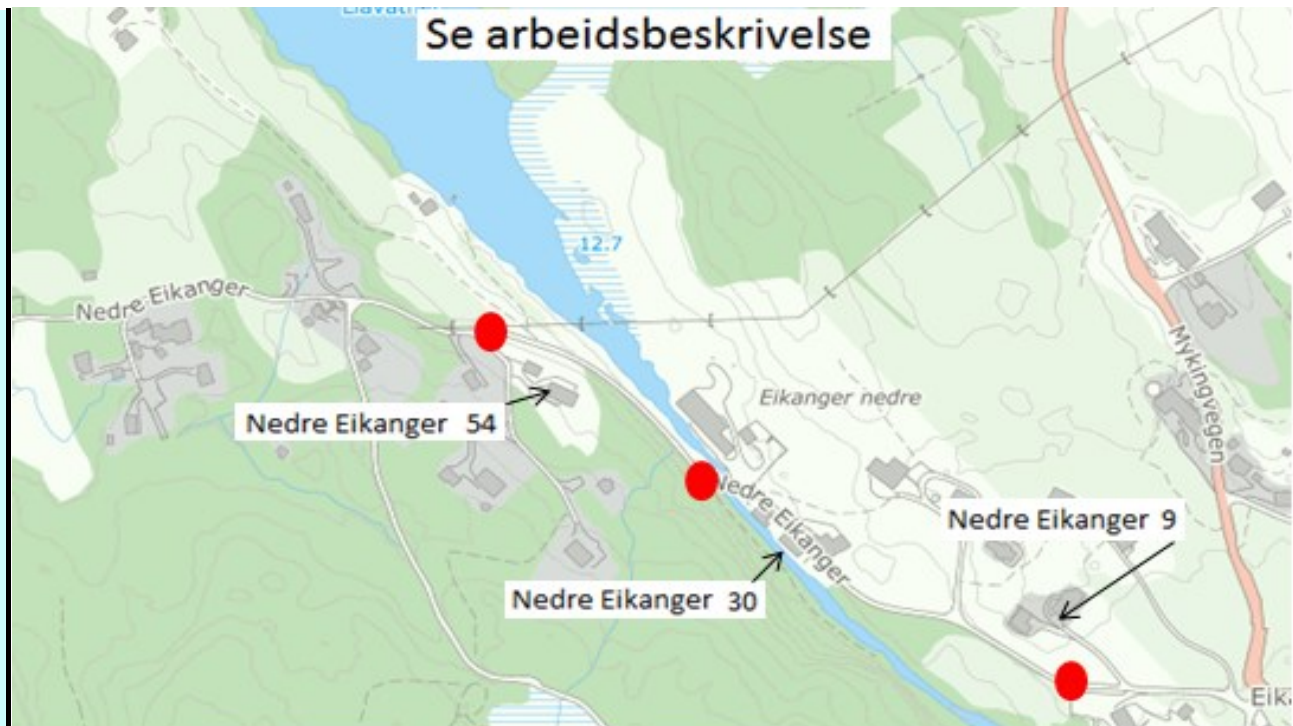 Se arbeidsbeskrivelse
12.7
Nedre Eikanger
Mykingvegen
Eikanger nedre
Nedre Eikanger 54
Nedre Eikanger
Nedre Eikanger 9
Nedre Eikanger 30